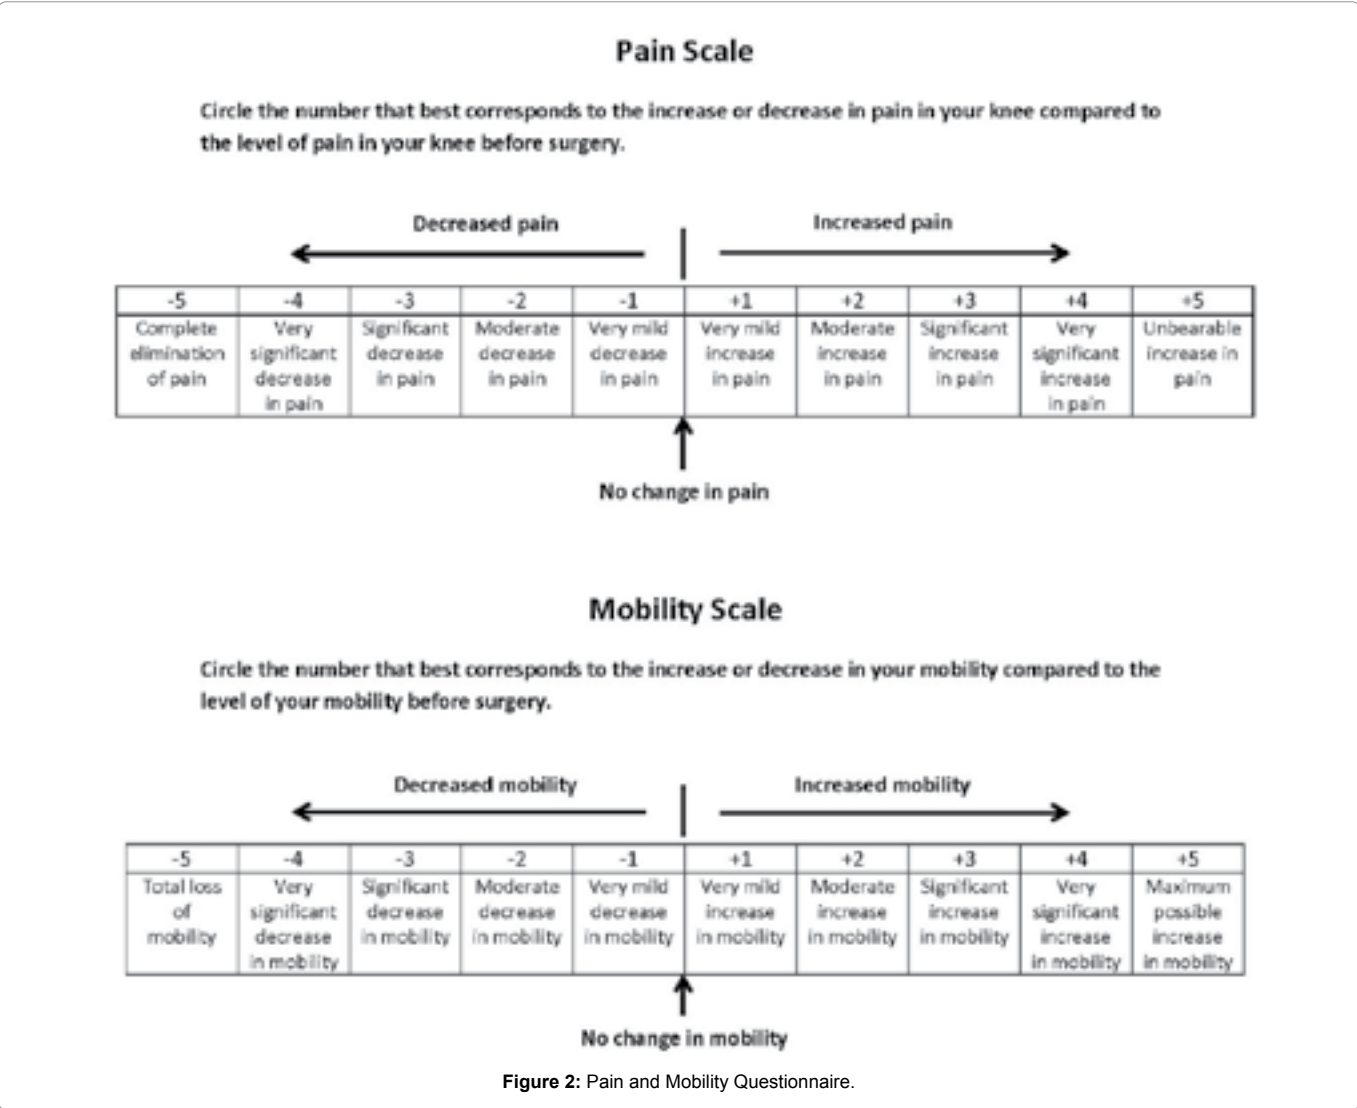 Pain Scale
Circle the number that best corresponds to the increase or decrease in pain in your knee compared to
the level of pain in your knee before surgery.
Decreased pain Increased pain
-5 -4 -3 -2 -1 +1 +2 +3 +4 +5
Complete Very Significant Moderate Very mild Very mild Moderate Significant Very Unbearable
elimination significant decrease decrease decrease increase increase increase significant increase in
of pain decrease in pain in pain in pain in pain in pain in pain increase pain
in pain in pain
No change in pain
Mobility Scale
Circle the number that best corresponds to the increase or decrease in your mobility compared to the
level of your mobility before surgery.
Decreased mobility Increased mobility
-5 -4 -3 -2 -1 +1 +2 +3 +4 +5
Total loss Very Significant Moderate Very mild Very mild Moderate Significant Very Maximum
of significant decrease decrease decrease increase increase increase significant possible
mobility decrease in mobility in mobility in mobility in mobility in mobility in mobility increase increase
in mobility in mobility in mobility
No change in mobility
Figure 2: Pain and Mobility Questionnaire.